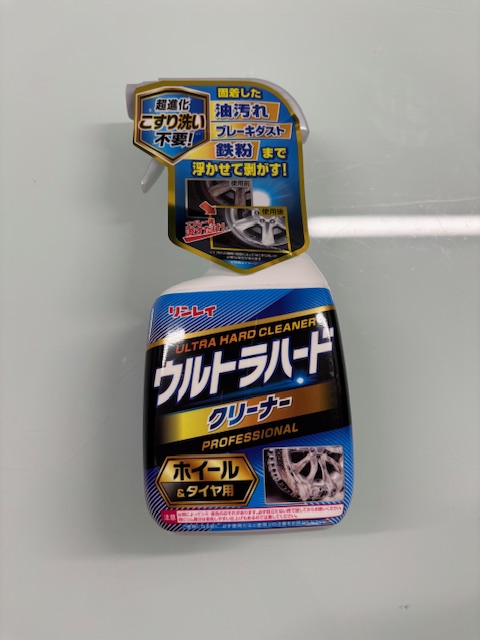 超進化
こすり洗い
不要!
固着した
油汚れ
ブレーキダスト
鉄粉まで
浮かせて剥がす!
使用前
使用後
リンレイ
ULTRA HARD CLEANER
ウルトラハード
クリーナー
PROFESSIONAL
ホイール
&タイヤ用
注意